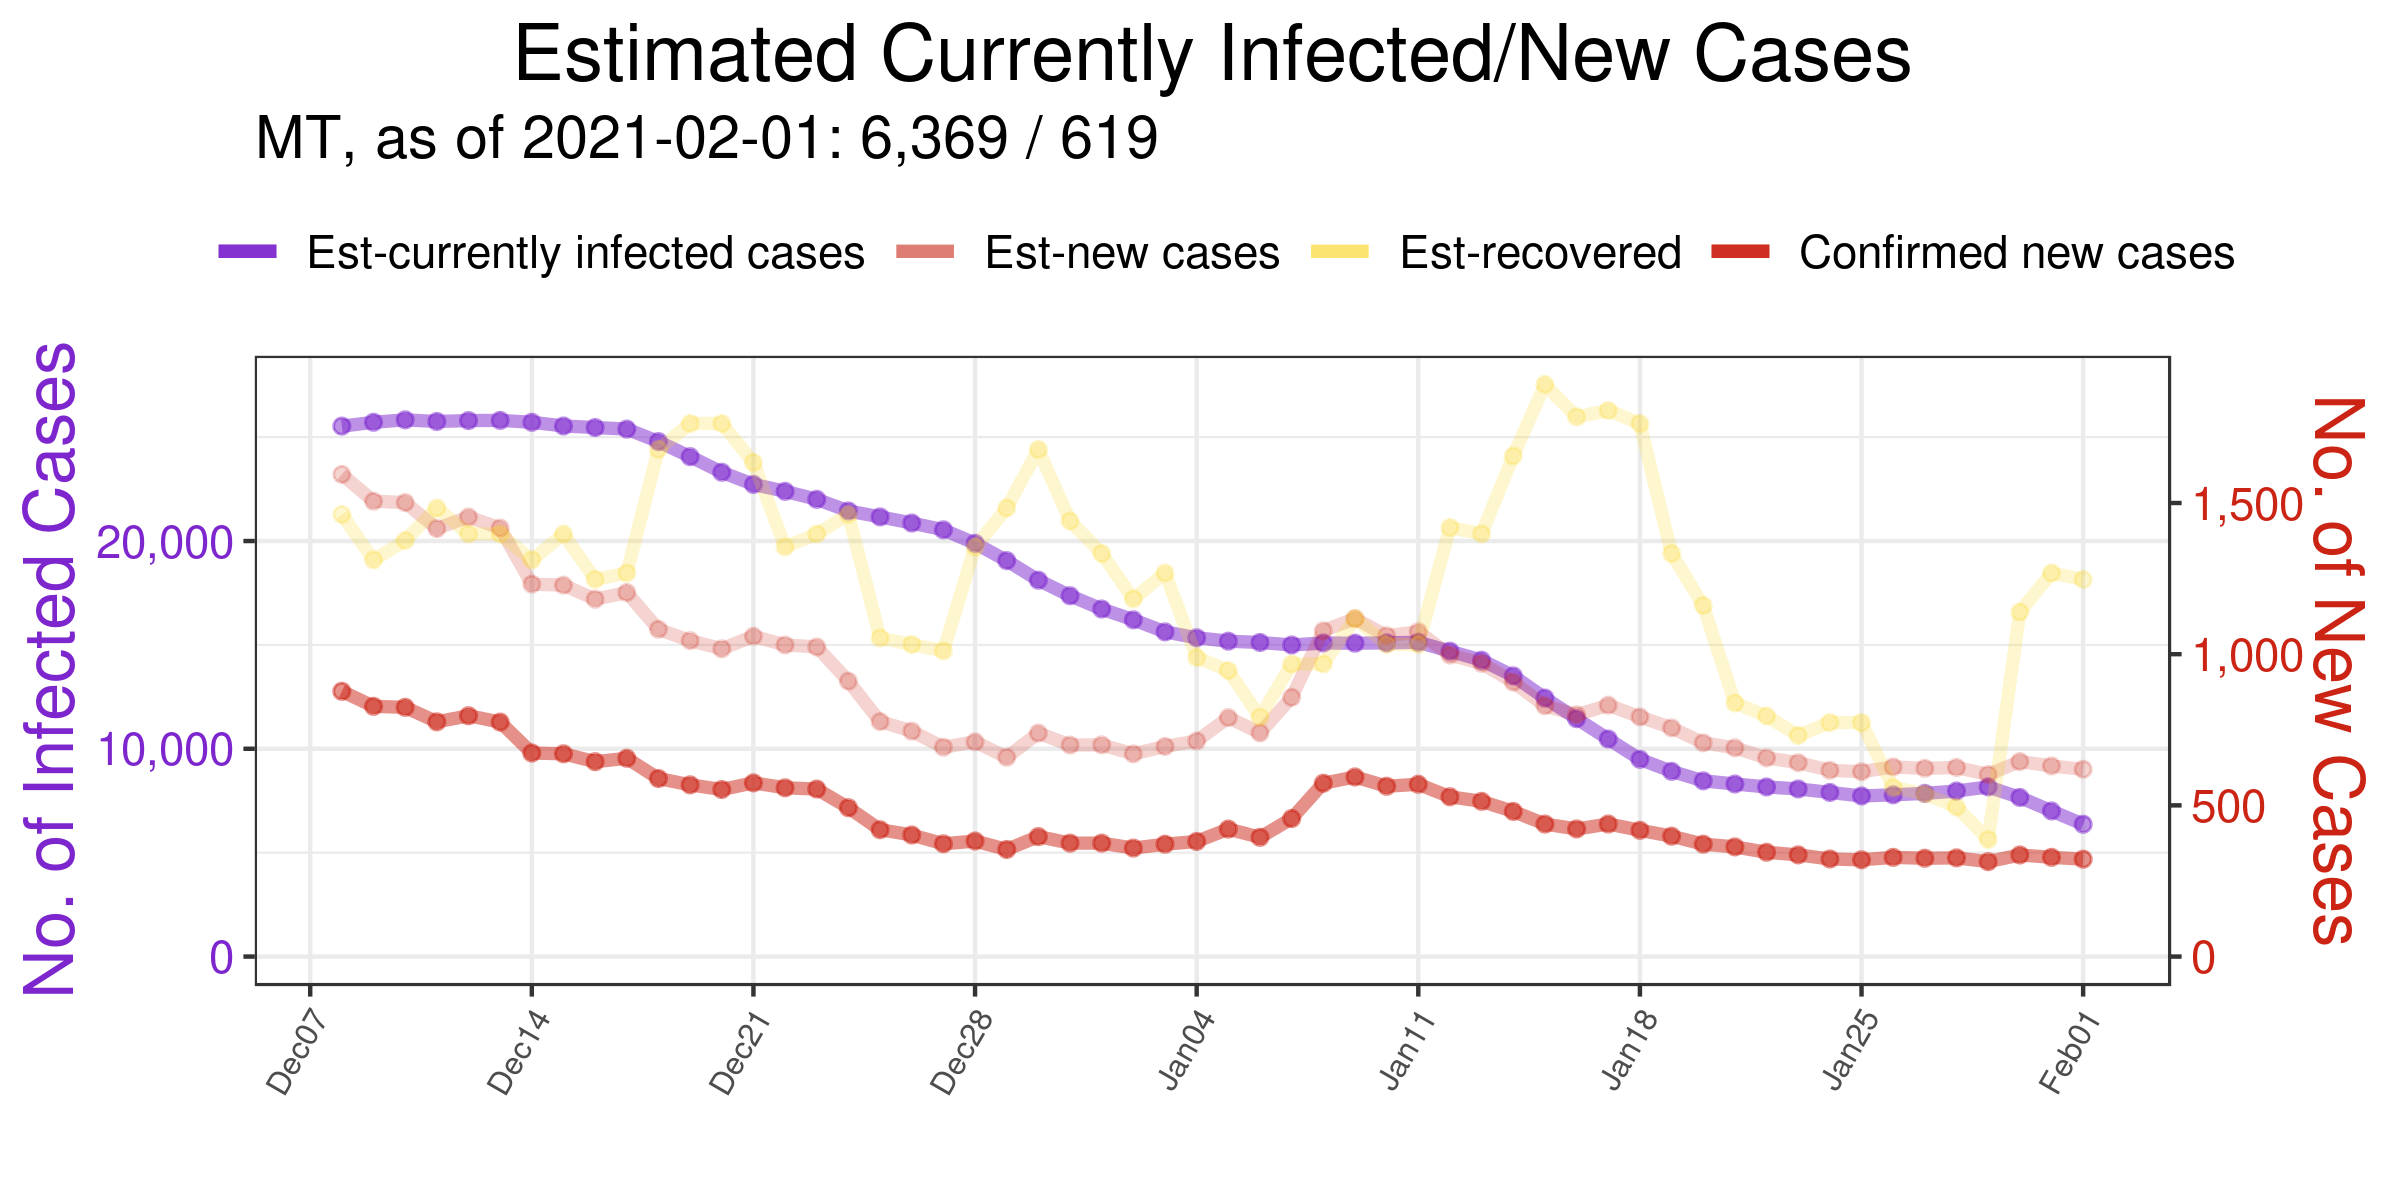 Estimated Currently Infected/New Cases
MT, as of 2021-02-01: 6,369 / 619
Est-currently infected cases Est-new cases Est-recovered Confirmed new cases
No. of Infected Cases
20,000
10,000
0
1,500
1,000
500
0
No. of New Cases
Dec07 Dec14 Dec21 Dec28 Jan04 Jan11 Jan18 Jan25 Feb01